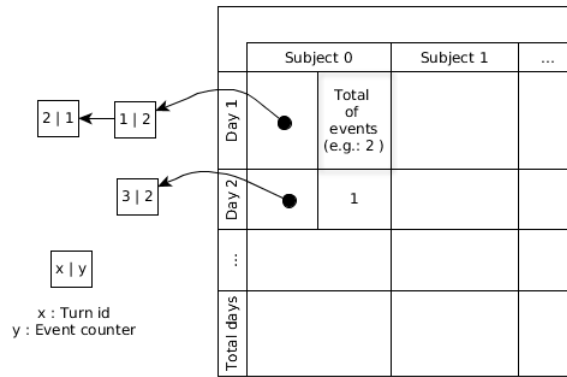 Subject 0
Subject 1
...
Day 1
2 | 1
1 | 2
Total
of
events
(e.g.: 2 )
Day 2
3 | 2
1
...
x | y
x : Turn id
y : Event counter
Total days